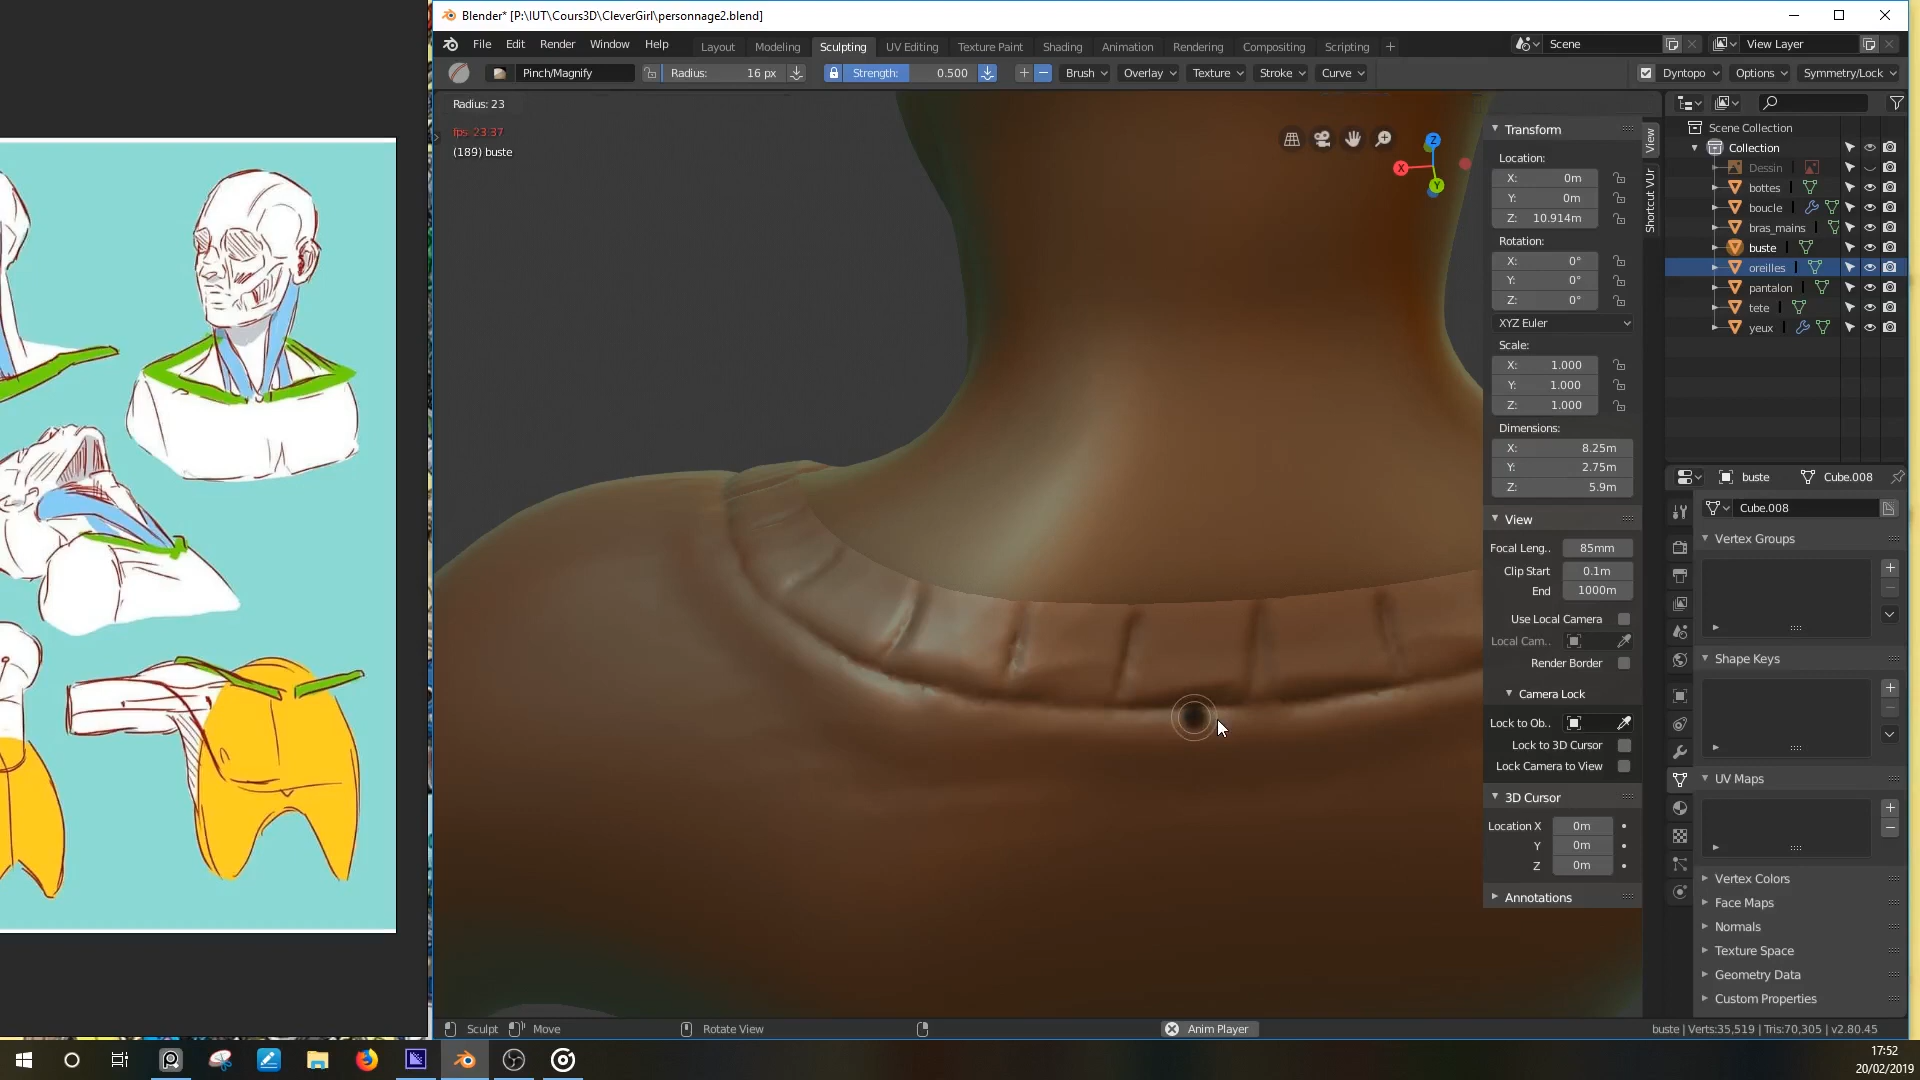 Blender* [P:\IUT\Cours3D\CleverGirl\personnage2.blend]
File Edit Render Window Help Layout Modeling Sculpting UV Editing Texture Paint Shading Animation Rendering Compositing Scripting + Scene View Layer
Pinch/Magnify Radius: 16 px Strength: 0.500 Brush Overlay Texture Stroke Curve Dyntopo Options Symmetry/Lock
Radius: 23
fps: 23.37
(189) buste
Z
X
Y
Transform
Location:
X: 0m
Y: 0m
Z: 10.914m
Rotation:
X: 0°
Y: 0°
Z: 0°
XYZ Euler
Scale:
X: 1.000
Y: 1.000
Z: 1.000
Dimensions:
X: 8.25m
Y: 2.75m
Z: 5.9m
View
Focal Leng.. 85mm
Clip Start 0.1m
End 1000m
Use Local Camera
Local Cam..
Render Border
Camera Lock
Lock to Ob..
Lock to 3D Cursor
Lock Camera to View
3D Cursor
Location X 0m
Y 0m
Z 0m
Annotations
View
Shortcut VUr
Scene Collection
Collection
Dessin
bottes
boucle
bras_mains
buste
oreilles
pantalon
tete
yeux
buste Cube.008
Cube.008
Vertex Groups
Shape Keys
UV Maps
Vertex Colors
Face Maps
Normals
Texture Space
Geometry Data
Custom Properties
Sculpt Move Rotate View Anim Player buste | Verts:35,519 | Tris:70,305 | v2.80.45
17:52
20/02/2019